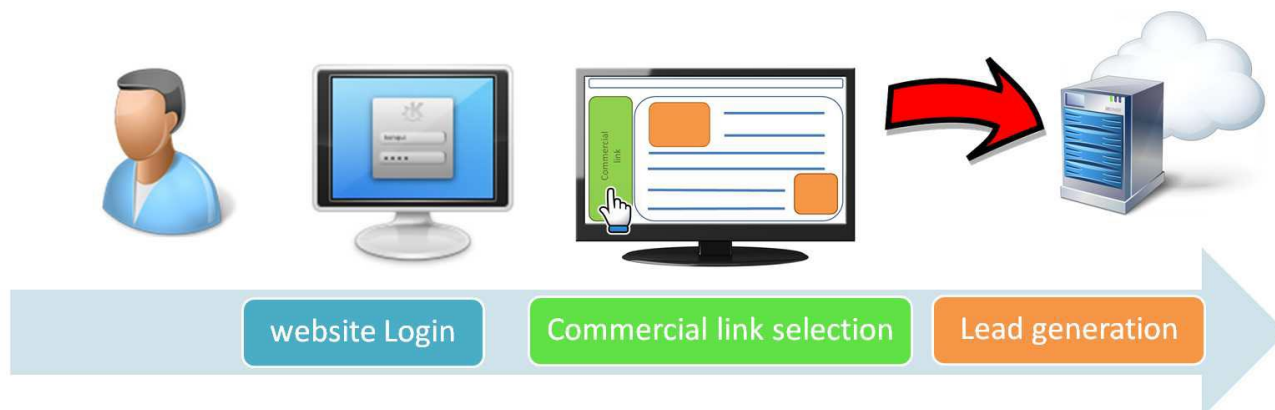 Commercial
link
website Login
Commercial link selection
Lead generation